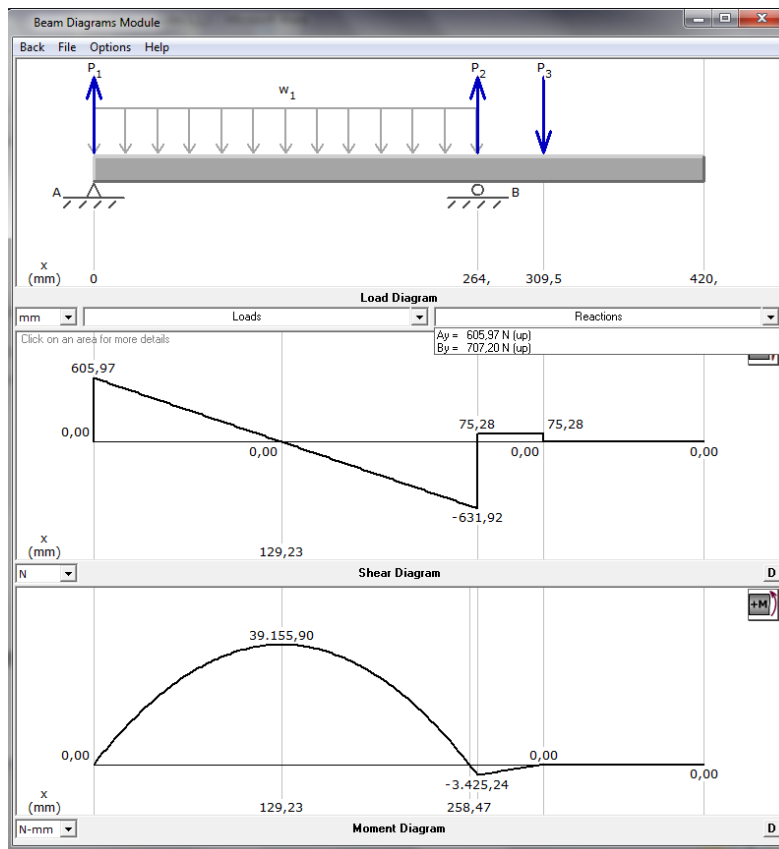 Beam Diagrams Module
Back File Options Help
P1 P2 P3
w1
A B
x
(mm) 0 264, 309,5 420,
Load Diagram
mm Loads Reactions
Click on an area for more details
Ay = 605,97 N (up)
By = 707,20 N (up)
605,97
0,00 0,00 75,28 0,00 75,28 0,00
-631,92
x
(mm) 129,23
N Shear Diagram D
+M
39.155,90
0,00 0,00 0,00
-3.425,24
x
(mm) 129,23 258,47
N-mm Moment Diagram D